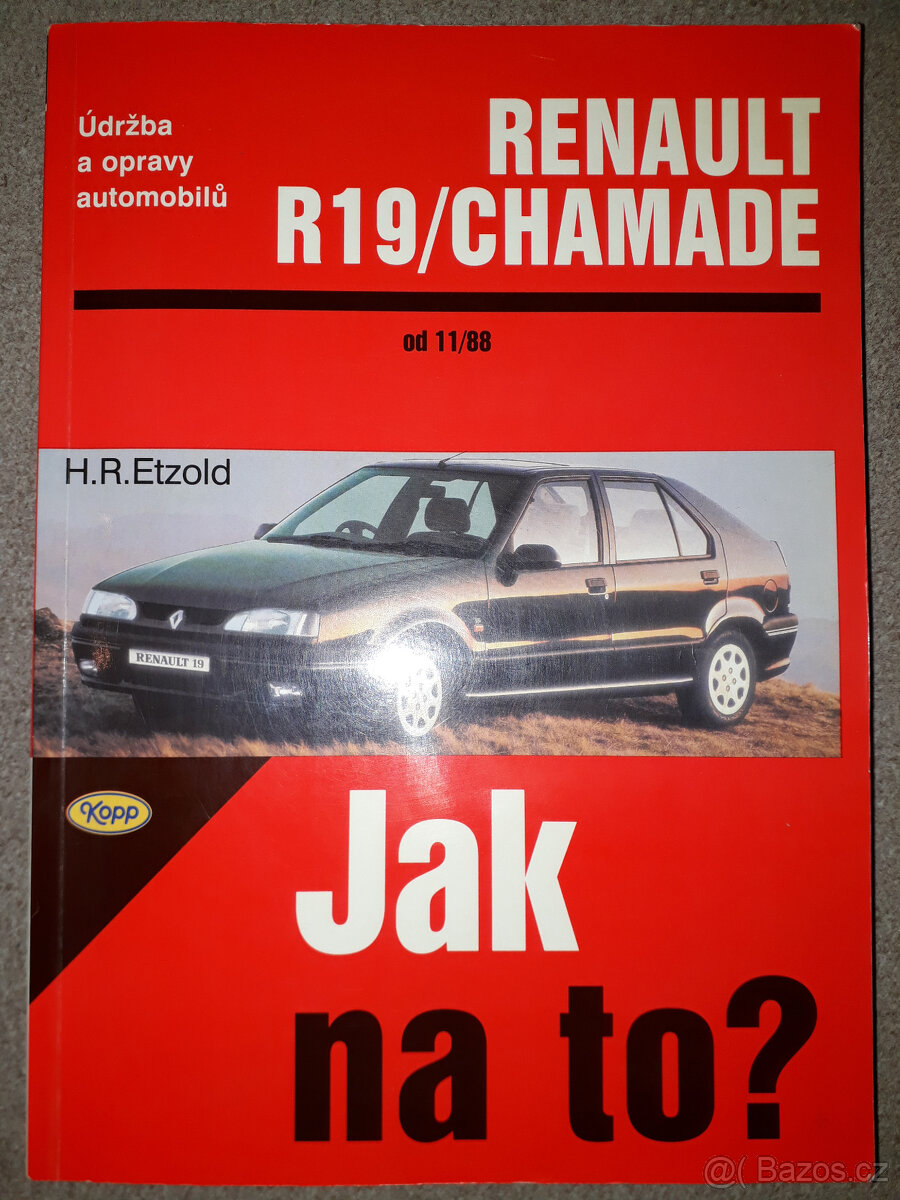 Údržba
a opravy
automobilů
RENAULT
R19/CHAMADE
od 11/88
H.R.Etzold
RENAULT 19
Kopp
Jak
na to?
@( Bazos.cz